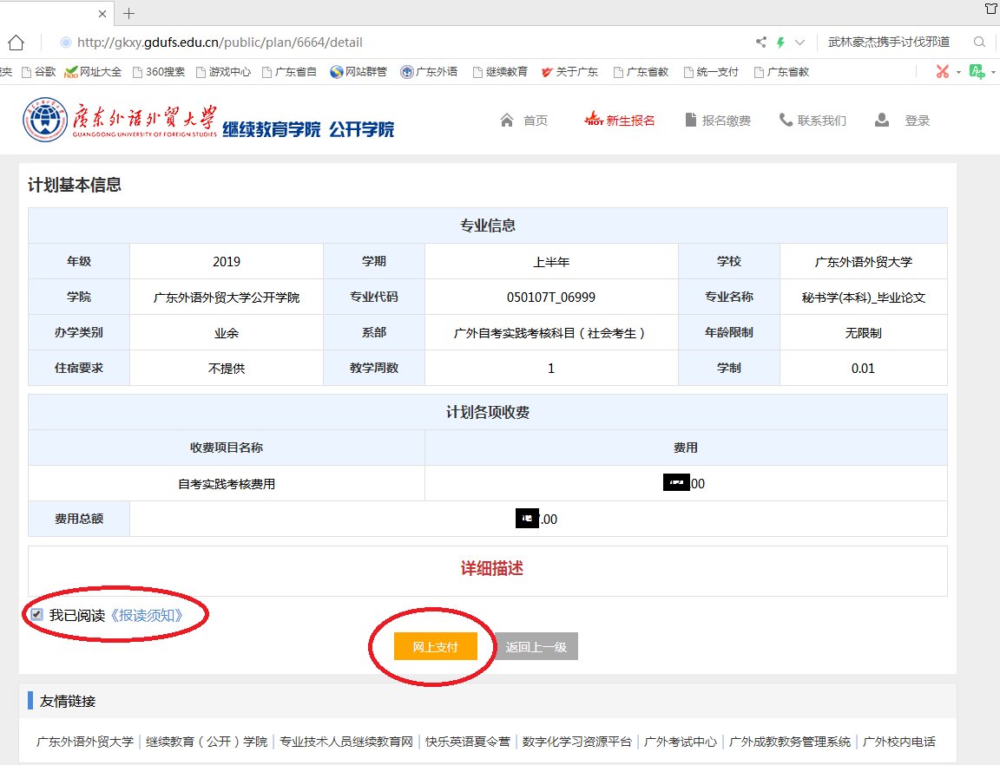 http://gkxy.gdufs.edu.cn/public/plan/6664/detail
武林豪杰携手讨伐邪道
夹 谷歌 网址大全 360搜索 游戏中心 广东省自 网站群管 广东外语 继续教育 关于广东 广东省教 统一支付 广东省教
广东外语外贸大学
GUANGDONG UNIVERSITY OF FOREIGN STUDIES
继续教育学院 公开学院
首页 HOT 新生报名 报名缴费 联系我们 登录
计划基本信息
专业信息
年级 2019 学期 上半年 学校 广东外语外贸大学
学院 广东外语外贸大学公开学院 专业代码 050107T_06999 专业名称 秘书学(本科)_毕业论文
办学类别 业余 系部 广外自考实践考核科目（社会考生） 年龄限制 无限制
住宿要求 不提供 教学周数 1 学制 0.01
计划各项收费
收费项目名称 费用
自考实践考核费用 .00
费用总额 .00
详细描述
我已阅读《报读须知》
网上支付 返回上一级
友情链接
广东外语外贸大学 | 继续教育（公开）学院 | 专业技术人员继续教育网 | 快乐英语夏令营 | 数字化学习资源平台 | 广外考试中心 | 广外成教教务管理系统 | 广外校内电话